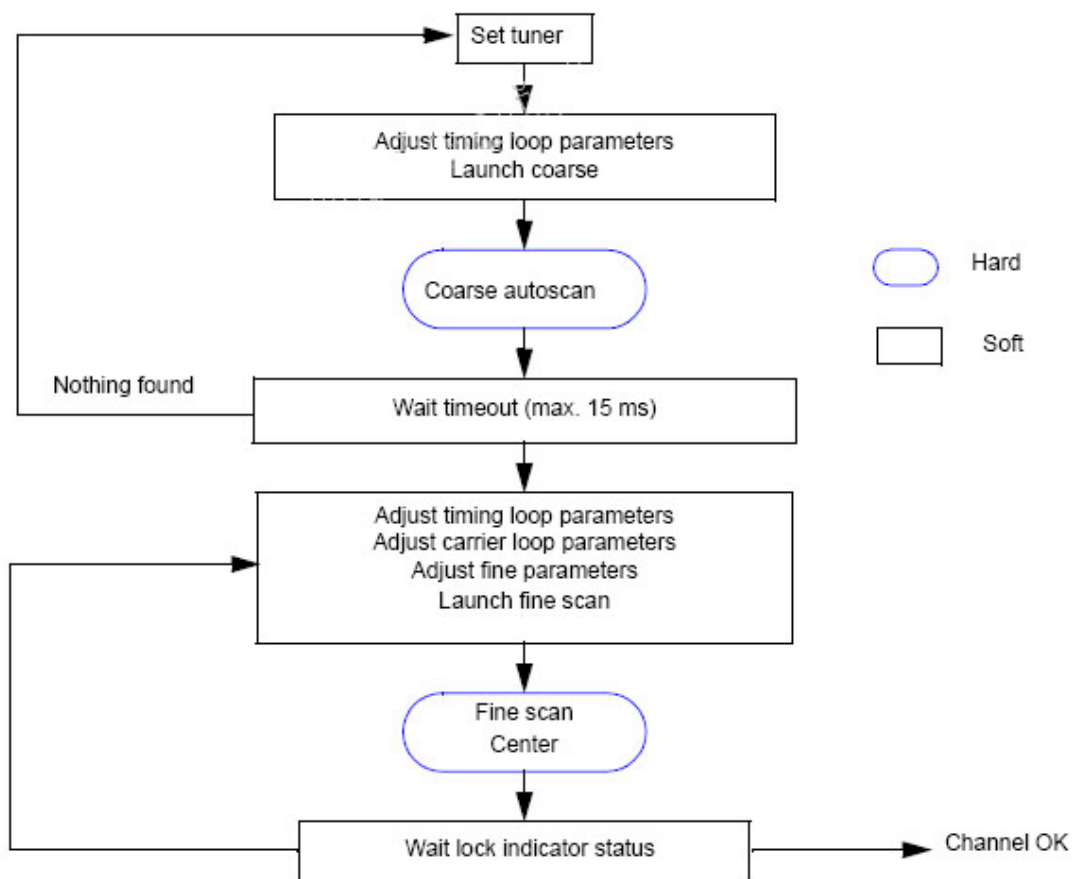 Set tuner
Adjust timing loop parameters
Launch coarse
Coarse autoscan
Hard
Soft
Nothing found
Wait timeout (max. 15 ms)
Adjust timing loop parameters
Adjust carrier loop parameters
Adjust fine parameters
Launch fine scan
Fine scan
Center
Wait lock indicator status
Channel OK